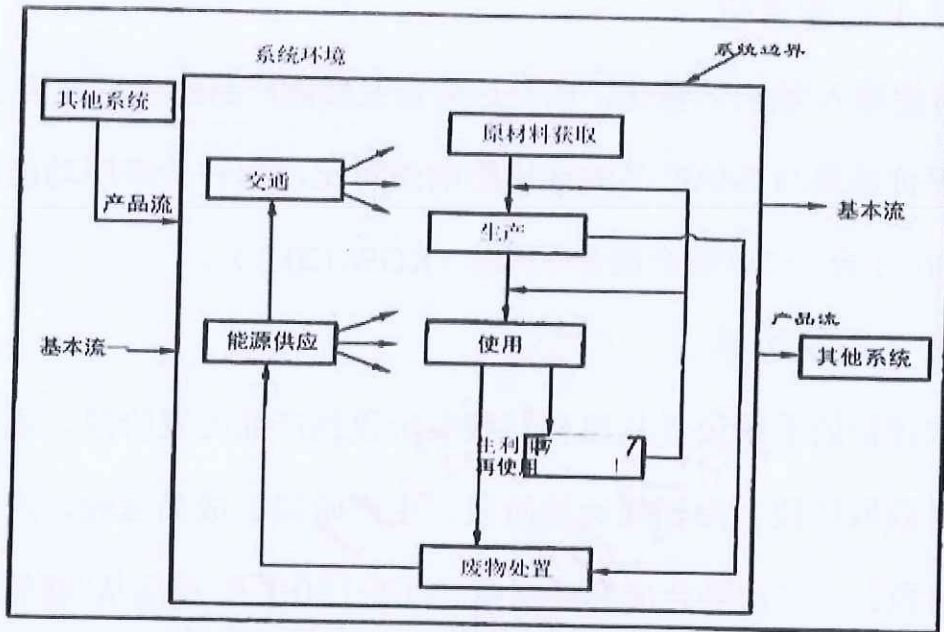 系统环境
系统边界
其他系统
原材料获取
交通
产品流
基本流
生产
产品流
基本流
能源供应
使用
其他系统
再使用
废物处置